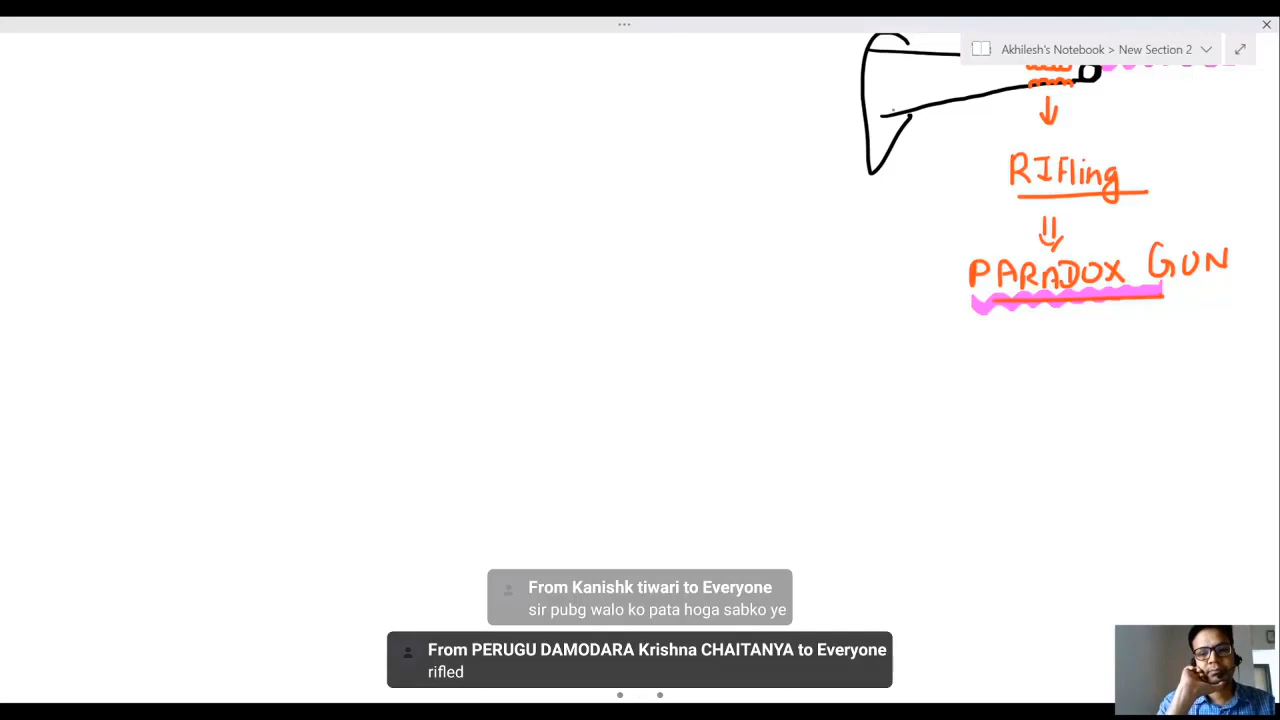 Akhilesh's Notebook > New Section 2
RIFling
PARADOX GUN
From Kanishk tiwari to Everyone
sir pubg walo ko pata hoga sabko ye
From PERUGU DAMODARA Krishna CHAITANYA to Everyone
rifled